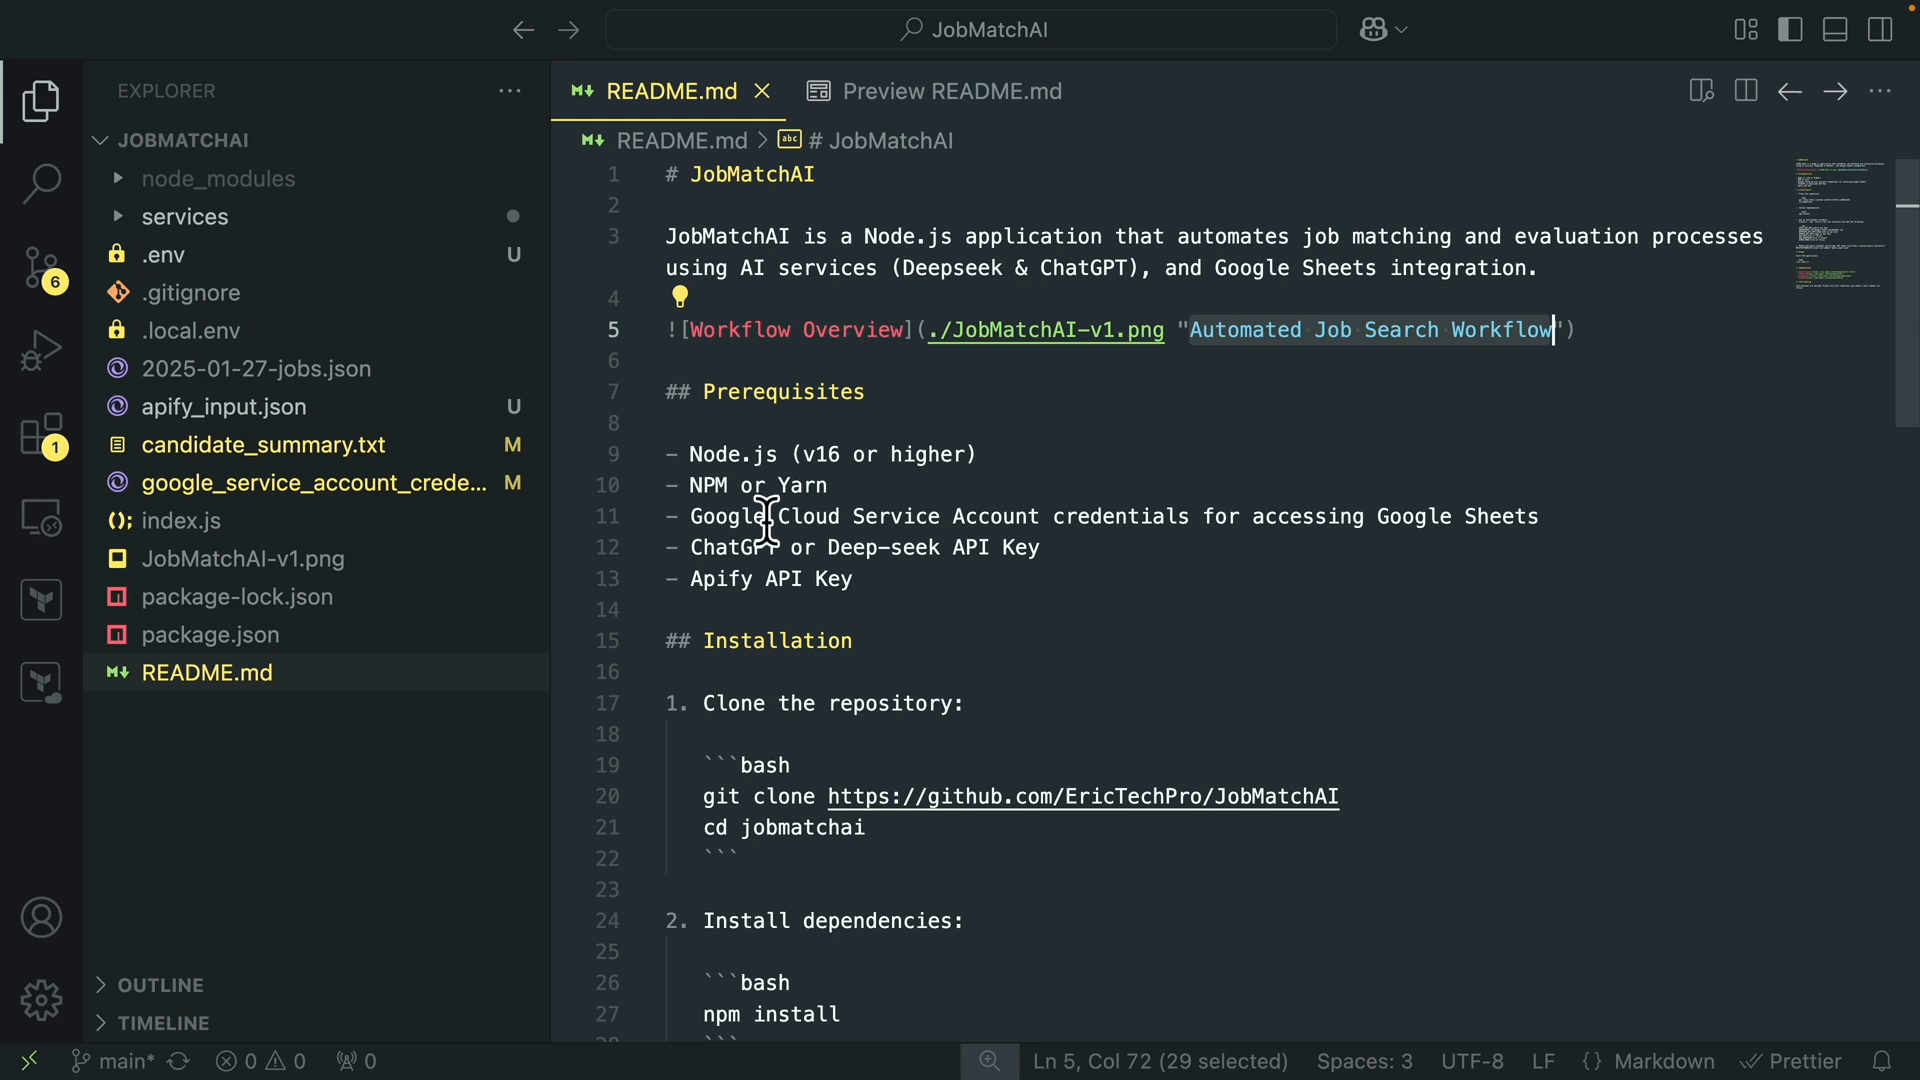 JobMatchAI
EXPLORER
JOBMATCHAI
node_modules
services
.env U
.gitignore
.local.env
2025-01-27-jobs.json
apify_input.json U
candidate_summary.txt M
google_service_account_crede... M
index.js
JobMatchAI-v1.png
package-lock.json
package.json
README.md
OUTLINE
TIMELINE
6
1
README.md
Preview README.md
README.md > # JobMatchAI
1 # JobMatchAI
2
3 JobMatchAI is a Node.js application that automates job matching and evaluation processes
using AI services (Deepseek & ChatGPT), and Google Sheets integration.
4
5 ![Workflow Overview](./JobMatchAI-v1.png "Automated Job Search Workflow")
6
7 ## Prerequisites
8
9 - Node.js (v16 or higher)
10 - NPM or Yarn
11 - Google Cloud Service Account credentials for accessing Google Sheets
12 - ChatGPT or Deep-seek API Key
13 - Apify API Key
14
15 ## Installation
16
17 1. Clone the repository:
18
19 ```bash
20 git clone https://github.com/EricTechPro/JobMatchAI
21 cd jobmatchai
22 ```
23
24 2. Install dependencies:
25
26 ```bash
27 npm install
28 ```
main* 0 0 0
Ln 5, Col 72 (29 selected) Spaces: 3 UTF-8 LF {} Markdown Prettier